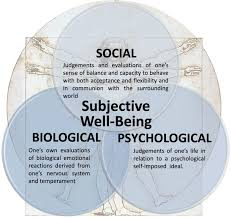 SOCIAL
Judgements and evaluations of one's
sense of balance and capacity to behave
with both acceptance and flexibility and
in communion with the surrounding
world
Subjective
Well-Being
BIOLOGICAL
One's own evaluations
of biological emotional
reactions derived from
one's nervous system
and temperament
PSYCHOLOGICAL
Judgements of one's life in
relation to a psychological
self-imposed ideal.